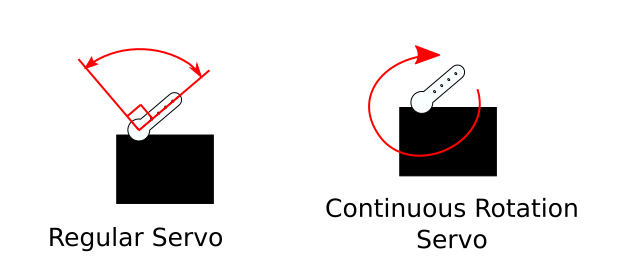 Regular Servo
Continuous Rotation
Servo